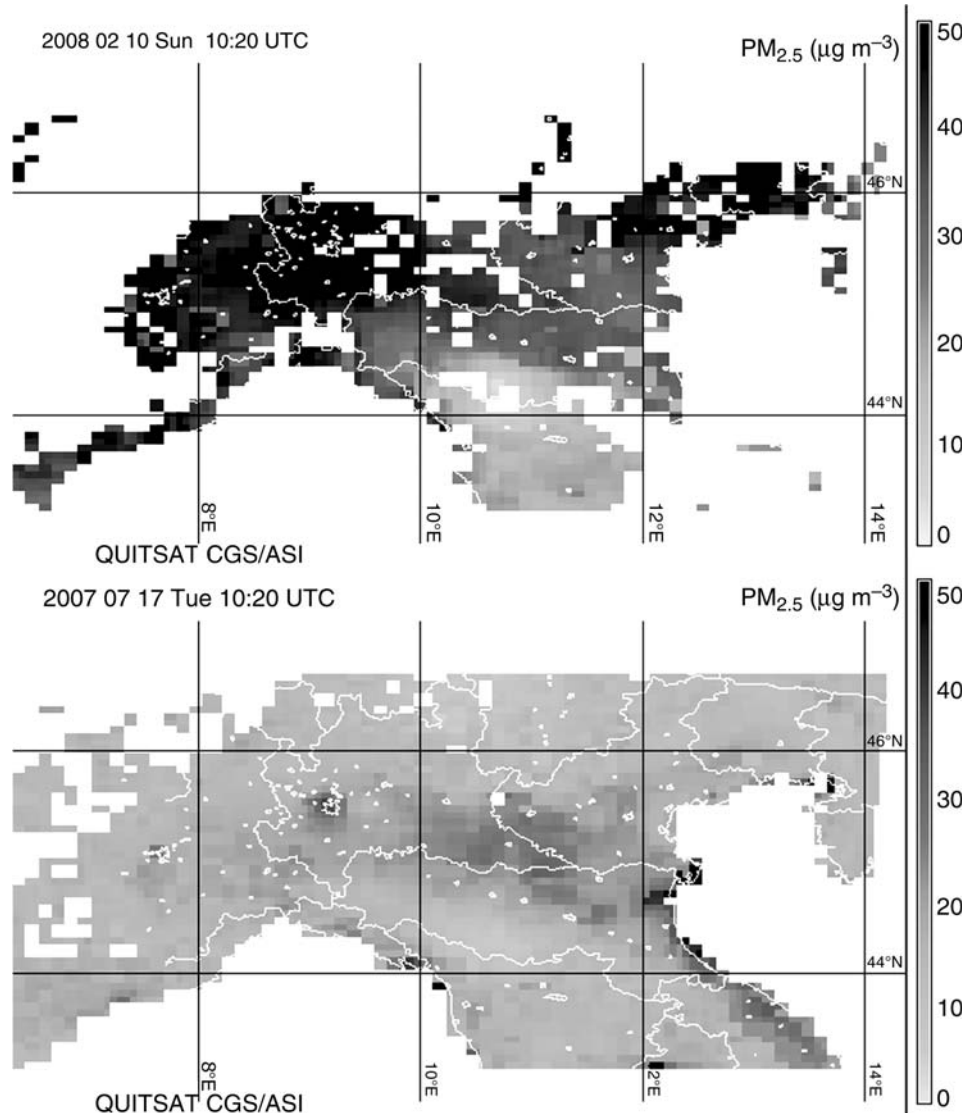 2008 02 10 Sun 10:20 UTC
PM2.5 (µg m–3)
50
40
30
20
10
0
46°N
44°N
8°E
10°E
12°E
14°E
QUITSAT CGS/ASI
2007 07 17 Tue 10:20 UTC
PM2.5 (µg m–3)
50
40
30
20
10
0
46°N
44°N
8°E
10°E
12°E
14°E
QUITSAT CGS/ASI